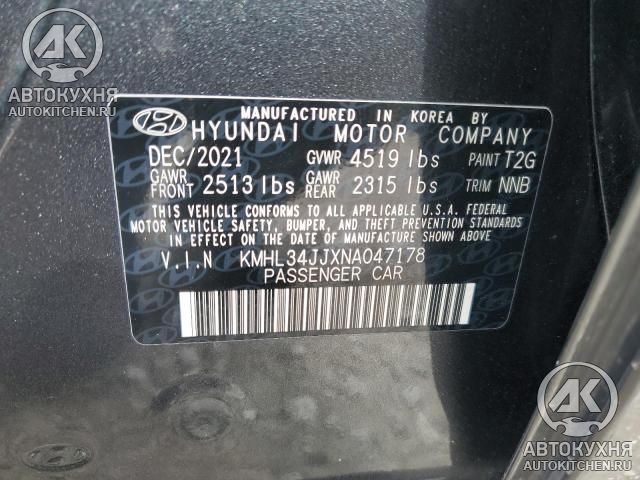 АВТОКУХНЯ
AUTOKITCHEN.RU
MANUFACTURED IN KOREA BY
HYUNDAI MOTOR COMPANY
DEC/2021 GVWR 4519 lbs PAINT T2G
GAWR FRONT 2513 lbs GAWR REAR 2315 lbs TRIM NNB
THIS VEHICLE CONFORMS TO ALL APPLICABLE U.S.A. FEDERAL
MOTOR VEHICLE SAFETY, BUMPER, AND THEFT PREVENTION STANDARDS
IN EFFECT ON THE DATE OF MANUFACTURE SHOWN ABOVE.
V.I.N KMHL34JJXNA047178
PASSENGER CAR
АВТОКУХНЯ
AUTOKITCHEN.RU